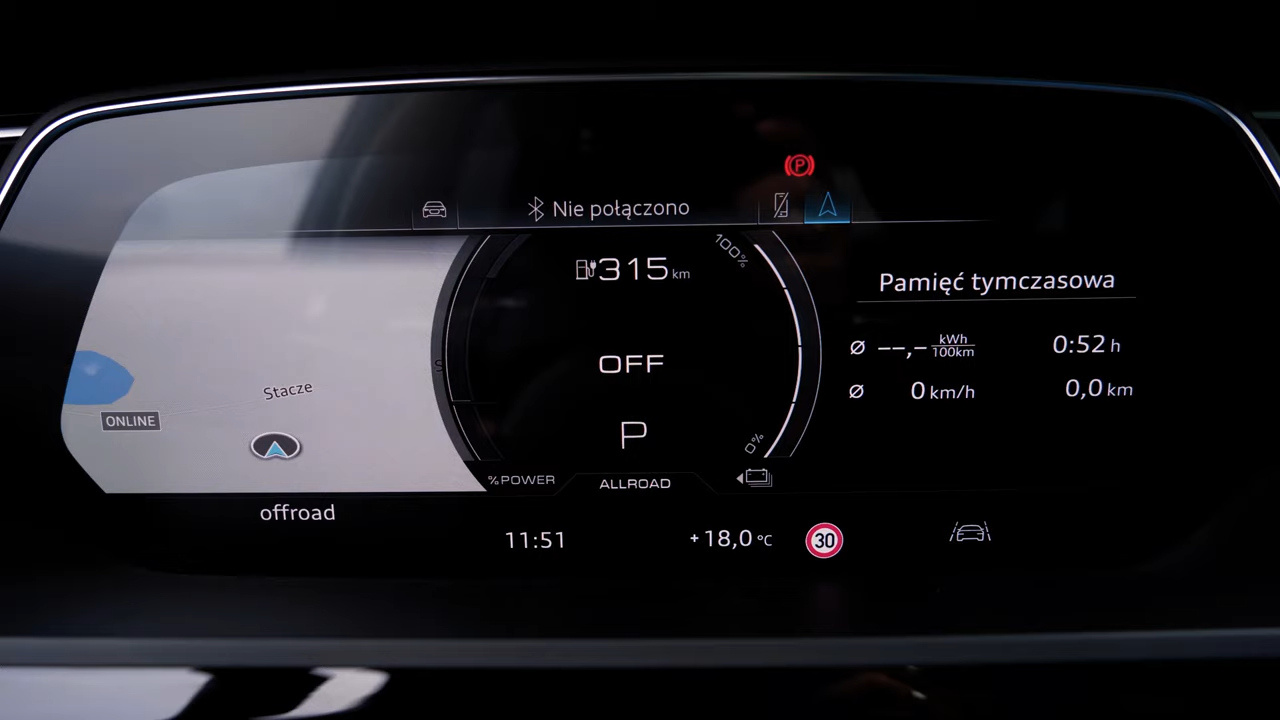 Nie połączono
100%
315 km
Pamięć tymczasowa
Ø --,- kWh/100km 0:52 h
OFF
Stacze
Ø 0 km/h 0,0 km
ONLINE
P
0%
%POWER
ALLROAD
offroad
11:51
+18,0 °C
30